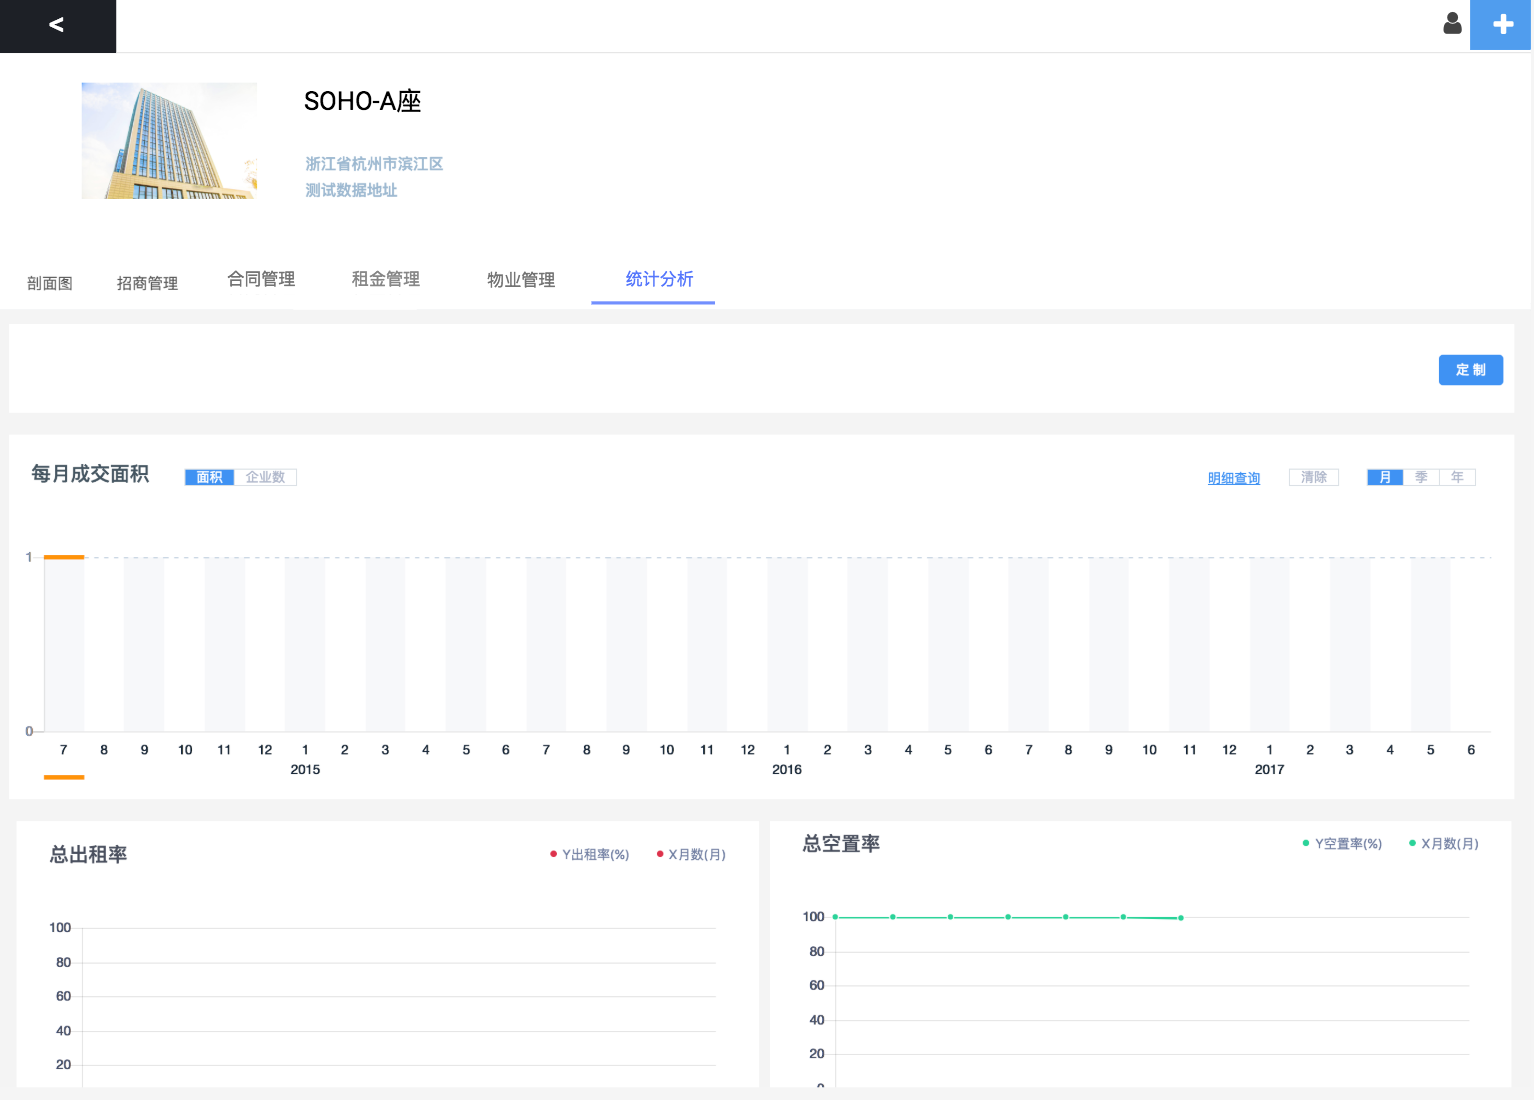 <
SOHO-A座
浙江省杭州市滨江区
测试数据地址
剖面图 招商管理 合同管理 租金管理 物业管理 统计分析
定 制
每月成交面积 面积 企业数 明细查询 清除 月 季 年
1
0
7 8 9 10 11 12 1 2 3 4 5 6 7 8 9 10 11 12 1 2 3 4 5 6 7 8 9 10 11 12 1 2 3 4 5 6
2015 2016 2017
总出租率 Y出租率(%) X月数(月)
100
80
60
40
20
总空置率 Y空置率(%) X月数(月)
100
80
60
40
20
0